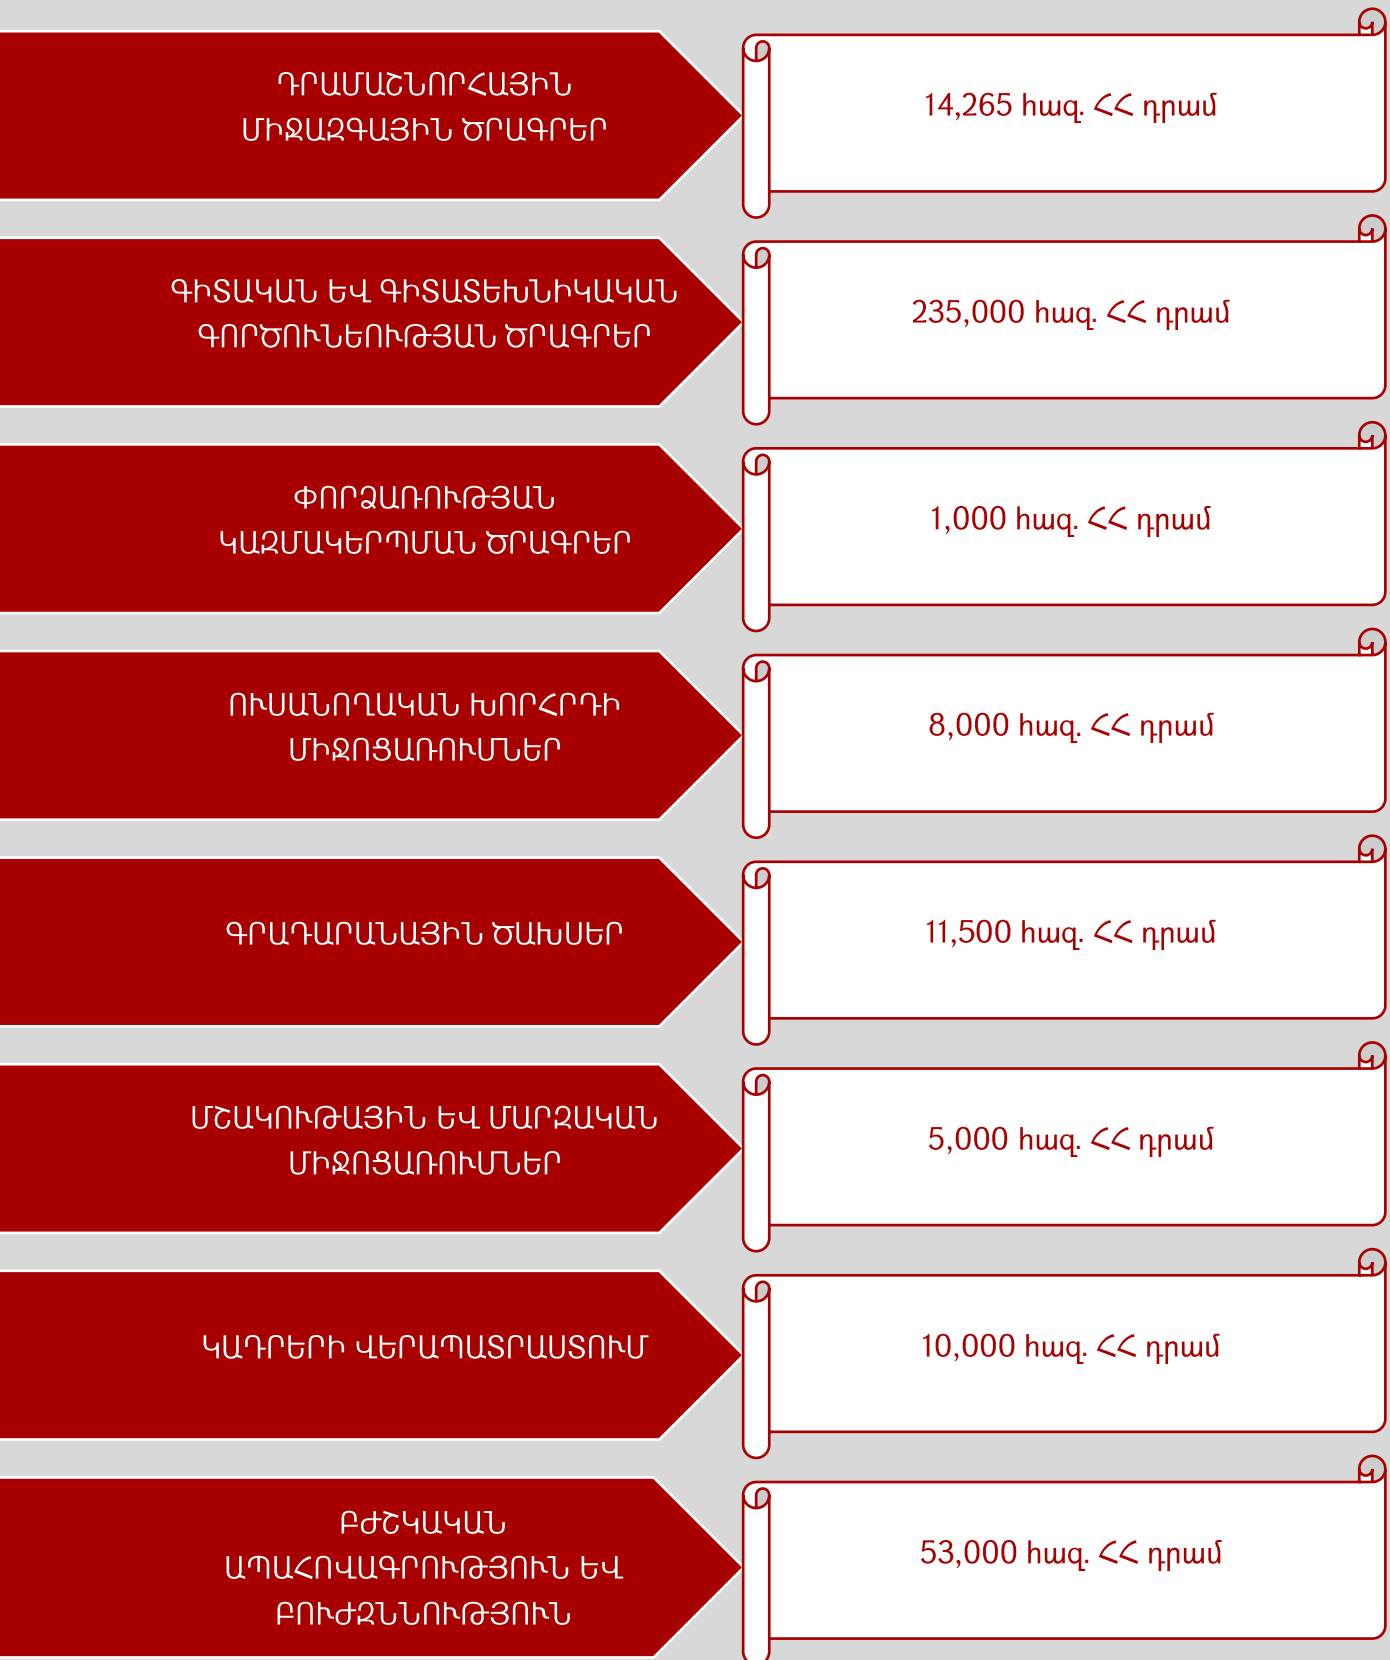 ԴՐԱՄԱՇՆՈՐՀԱՅԻՆ
ՄԻՋԱԶԳԱՅԻՆ ԾՐԱԳՐԵՐ
14,265 հազ. ՀՀ դրամ
ԳԻՏԱԿԱՆ ԵՎ ԳԻՏԱՏԵԽՆԻԿԱԿԱՆ
ԳՈՐԾՈՒՆԵՈՒԹՅԱՆ ԾՐԱԳՐԵՐ
235,000 հազ. ՀՀ դրամ
ՓՈՐՁԱՌՈՒԹՅԱՆ
ԿԱԶՄԱԿԵՐՊՄԱՆ ԾՐԱԳՐԵՐ
1,000 հազ. ՀՀ դրամ
ՈՒՍԱՆՈՂԱԿԱՆ ԽՈՐՀՐԴԻ
ՄԻՋՈՑԱՌՈՒՄՆԵՐ
8,000 հազ. ՀՀ դրամ
ԳՐԱԴԱՐԱՆԱՅԻՆ ԾԱԽՍԵՐ
11,500 հազ. ՀՀ դրամ
ՄՇԱԿՈՒԹԱՅԻՆ ԵՎ ՄԱՐԶԱԿԱՆ
ՄԻՋՈՑԱՌՈՒՄՆԵՐ
5,000 հազ. ՀՀ դրամ
ԿԱԴՐԵՐԻ ՎԵՐԱՊԱՏՐԱՍՏՈՒՄ
10,000 հազ. ՀՀ դրամ
ԲԺՇԿԱԿԱՆ
ԱՊԱՀՈՎԱԳՐՈՒԹՅՈՒՆ ԵՎ
ԲՈՒԺԶՆՆՈՒԹՅՈՒՆ
53,000 հազ. ՀՀ դրամ